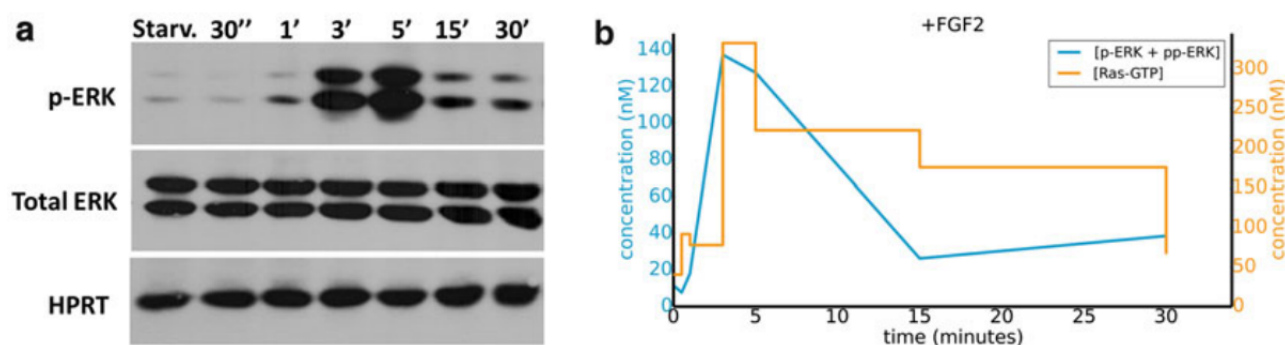 a
Starv. 30’’ 1’ 3’ 5’ 15’ 30’
p-ERK
Total ERK
HPRT
b
+FGF2
[p-ERK + pp-ERK]
[Ras-GTP]
concentration (nM)
140
120
100
80
60
40
20
0
concentration (nM)
300
250
200
150
100
50
0
0 5 10 15 20 25 30
time (minutes)